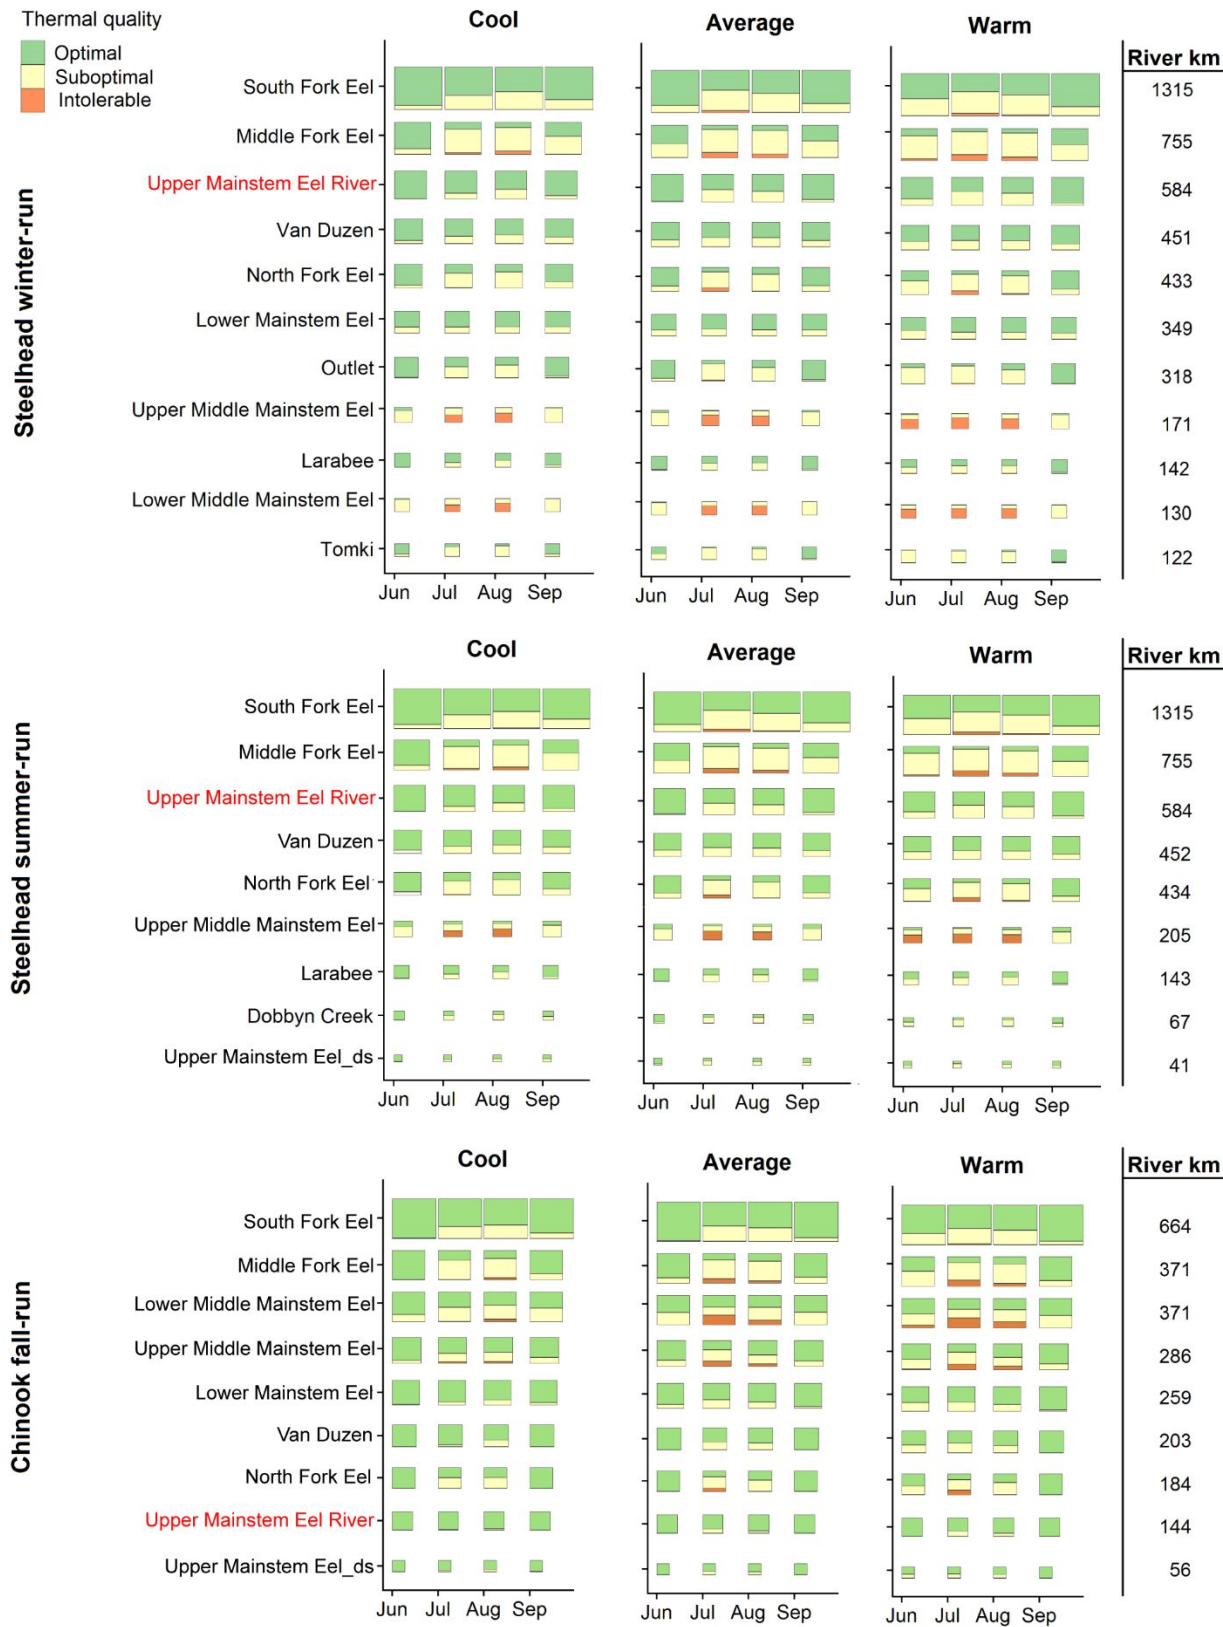 Thermal quality
Optimal
Suboptimal
Intolerable
Cool Average Warm
River km
Steelhead winter-run
South Fork Eel 1315
Middle Fork Eel 755
Upper Mainstem Eel River 584
Van Duzen 451
North Fork Eel 433
Lower Mainstem Eel 349
Outlet 318
Upper Middle Mainstem Eel 171
Larabee 142
Lower Middle Mainstem Eel 130
Tomki 122
Jun Jul Aug Sep Jun Jul Aug Sep Jun Jul Aug Sep
Cool Average Warm River km
Steelhead summer-run
South Fork Eel 1315
Middle Fork Eel 755
Upper Mainstem Eel River 584
Van Duzen 452
North Fork Eel 434
Upper Middle Mainstem Eel 205
Larabee 143
Dobbyn Creek 67
Upper Mainstem Eel_ds 41
Jun Jul Aug Sep Jun Jul Aug Sep Jun Jul Aug Sep
Cool Average Warm River km
Chinook fall-run
South Fork Eel 664
Middle Fork Eel 371
Lower Middle Mainstem Eel 371
Upper Middle Mainstem Eel 286
Lower Mainstem Eel 259
Van Duzen 203
North Fork Eel 184
Upper Mainstem Eel River 144
Upper Mainstem Eel_ds 56
Jun Jul Aug Sep Jun Jul Aug Sep Jun Jul Aug Sep